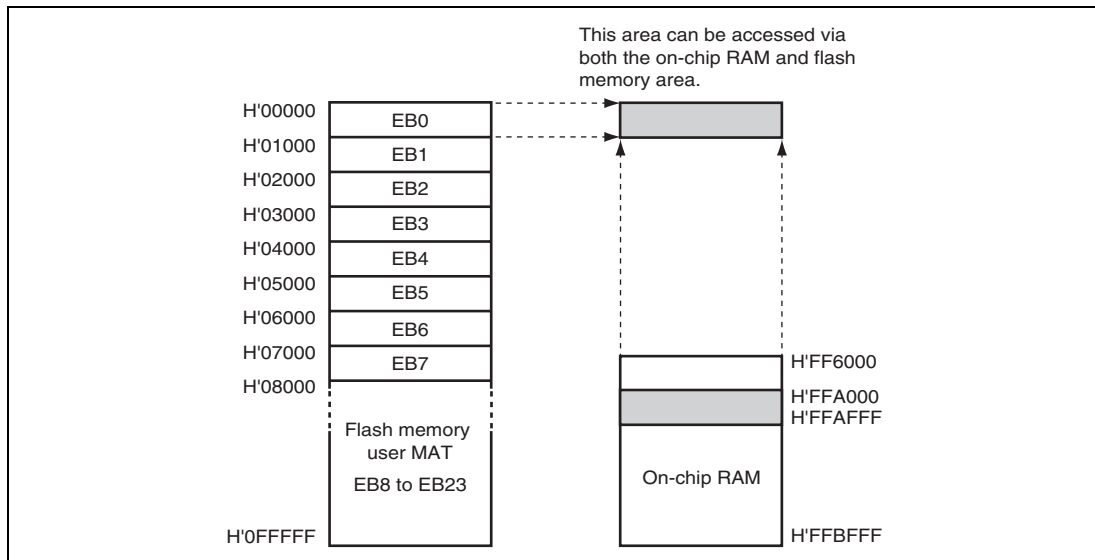 This area can be accessed via
both the on-chip RAM and flash
memory area.
H'00000
EB0
H'01000
EB1
H'02000
EB2
H'03000
EB3
H'04000
EB4
H'05000
EB5
H'06000
EB6
H'07000
EB7
H'08000
Flash memory
user MAT
EB8 to EB23
H'0FFFFF
H'FF6000
H'FFA000
H'FFAFFF
On-chip RAM
H'FFBFFF